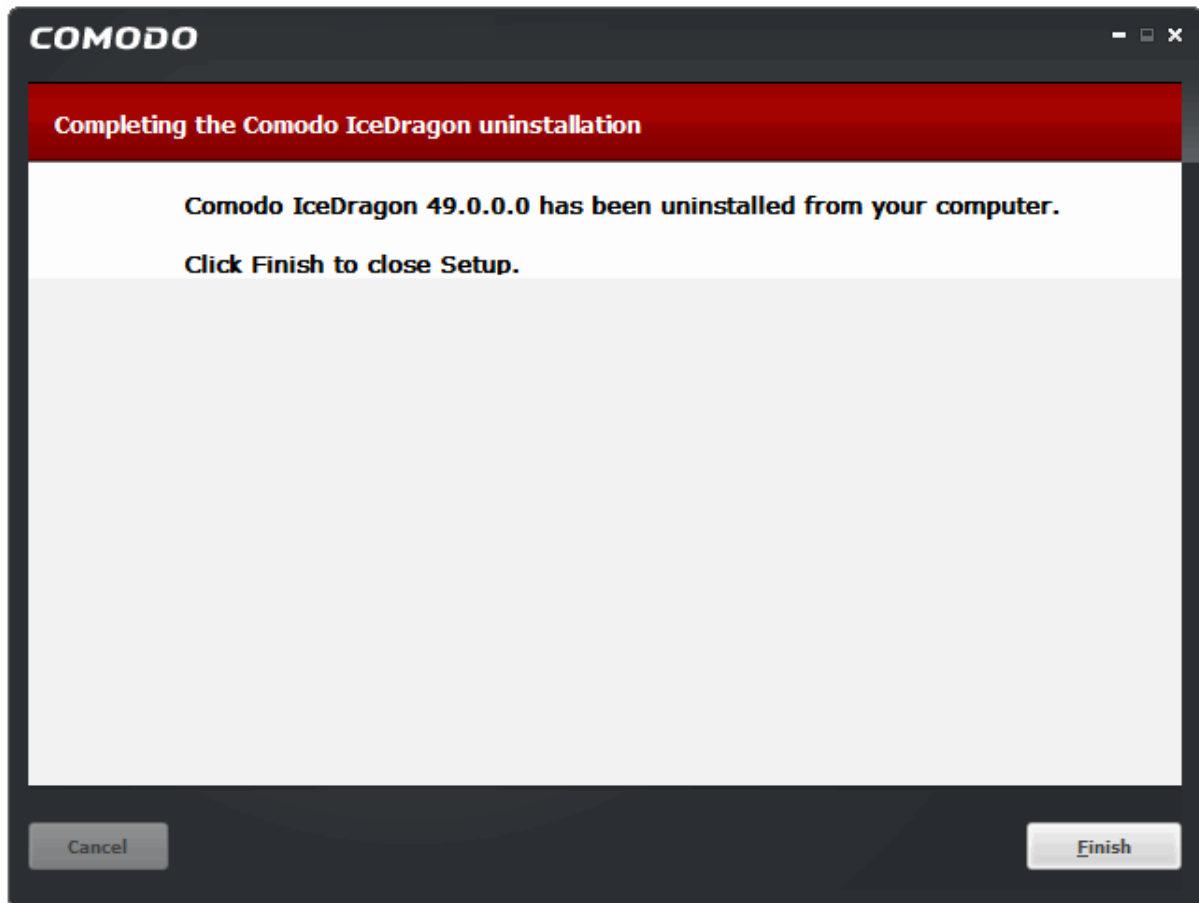 COMODO
Completing the Comodo IceDragon uninstallation
Comodo IceDragon 49.0.0.0 has been uninstalled from your computer.
Click Finish to close Setup.
Cancel
Finish